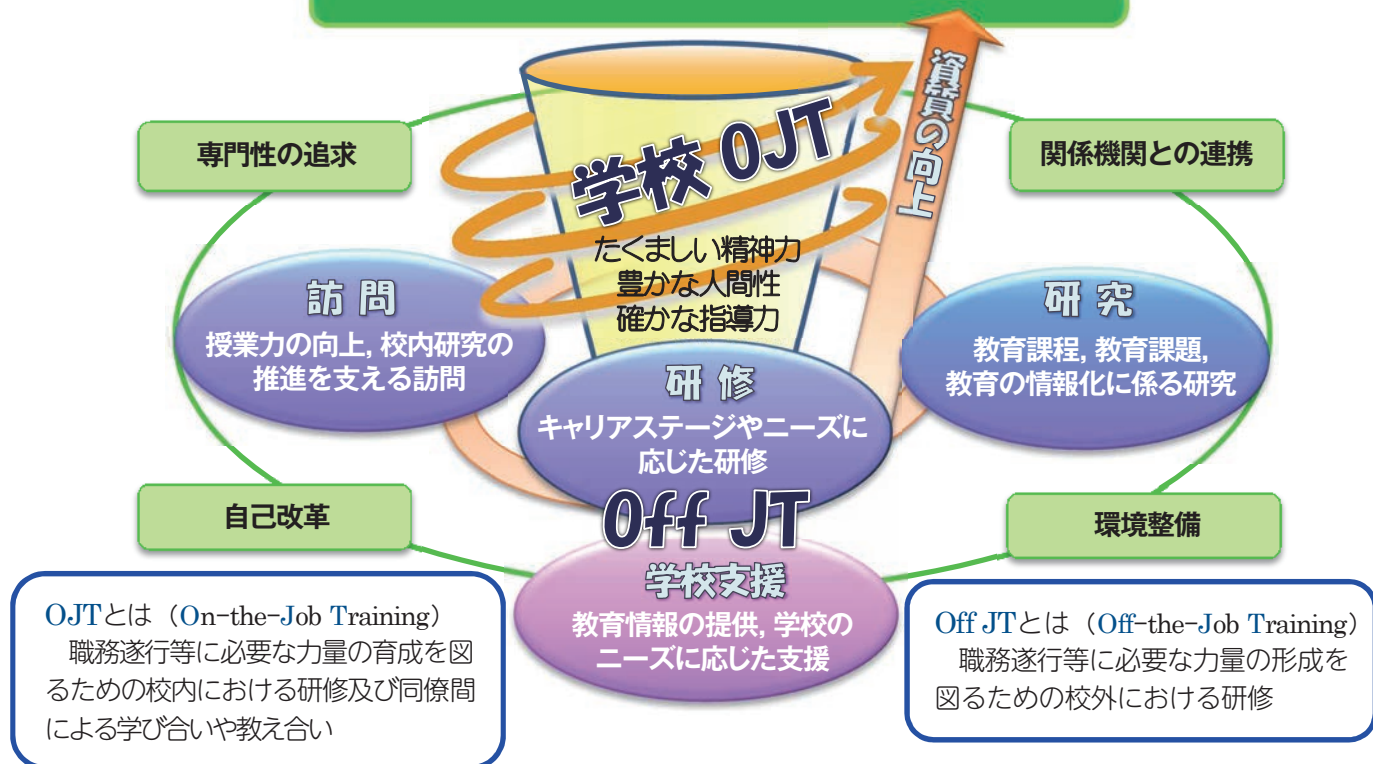 資質の向上
専門性の追求
関係機関との連携
学校 OJT
たくましい精神力
豊かな人間性
確かな指導力
訪 問
授業力の向上, 校内研究の
推進を支える訪問
研 究
教育課程, 教育課題,
教育の情報化に係る研究
研 修
キャリアステージやニーズに
応じた研修
自己改革
環境整備
Off JT
学校支援
教育情報の提供, 学校の
ニーズに応じた支援
OJTとは（On-the-Job Training）
職務遂行等に必要な力量の育成を図
るための校内における研修及び同僚間
による学び合いや教え合い
Off JTとは（Off-the-Job Training）
職務遂行等に必要な力量の形成を
図るための校外における研修